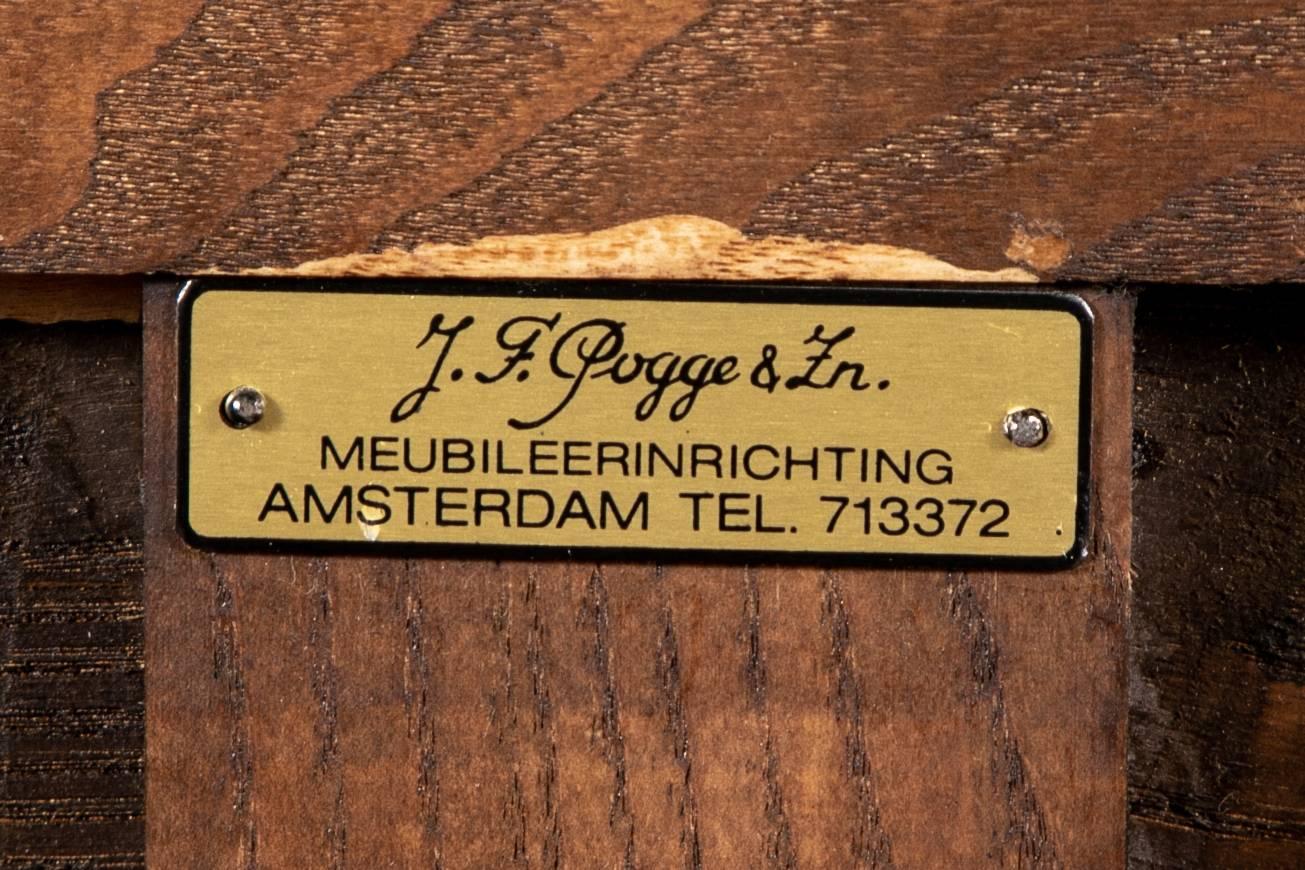 J. F. Pogge & Zn.
MEUBILEERINRICHTING
AMSTERDAM TEL. 713372